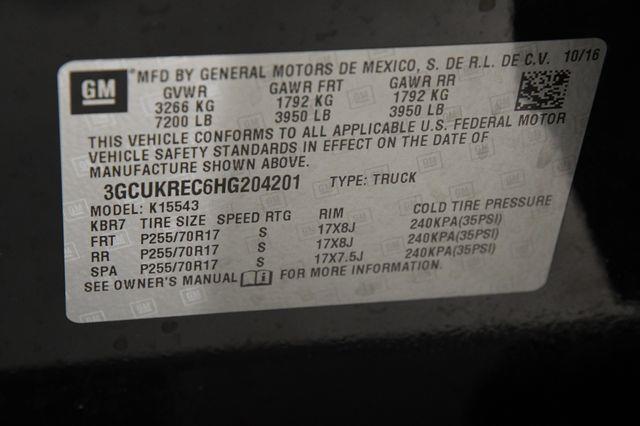 GM *MFD BY GENERAL MOTORS DE MEXICO, S. DE R.L. DE C.V. 10/16
GVWR GAWR FRT GAWR RR
3266 KG 1792 KG 1792 KG
7200 LB 3950 LB 3950 LB
THIS VEHICLE CONFORMS TO ALL APPLICABLE U.S. FEDERAL MOTOR
VEHICLE SAFETY STANDARDS IN EFFECT ON THE DATE OF
MANUFACTURE SHOWN ABOVE.
3GCUKREC6HG204201 TYPE: TRUCK
MODEL: K15543
KBR7 TIRE SIZE SPEED RTG RIM COLD TIRE PRESSURE
FRT P255/70R17 S 17X8J 240KPA(35PSI)
RR P255/70R17 S 17X8J 240KPA(35PSI)
SPA P255/70R17 S 17X7.5J 240KPA(35PSI)
SEE OWNER'S MANUAL FOR MORE INFORMATION.